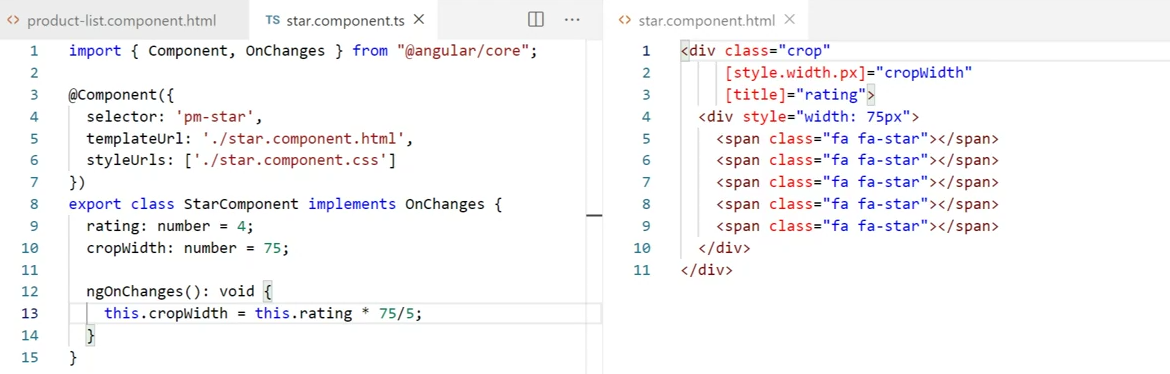 <> product-list.component.html
TS star.component.ts ×
1 import { Component, OnChanges } from "@angular/core";
2
3 @Component({
4   selector: 'pm-star',
5   templateUrl: './star.component.html',
6   styleUrls: ['./star.component.css']
7 })
8 export class StarComponent implements OnChanges {
9   rating: number = 4;
10   cropWidth: number = 75;
11
12   ngOnChanges(): void {
13     this.cropWidth = this.rating * 75/5;
14   }
15 }
<> star.component.html ×
1 <div class="crop"
2      [style.width.px]="cropWidth"
3      [title]="rating">
4   <div style="width: 75px">
5     <span class="fa fa-star"></span>
6     <span class="fa fa-star"></span>
7     <span class="fa fa-star"></span>
8     <span class="fa fa-star"></span>
9     <span class="fa fa-star"></span>
10   </div>
11 </div>